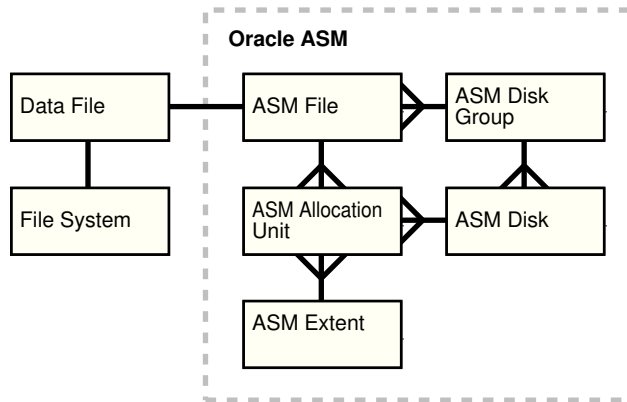 Oracle ASM
Data File
ASM File
ASM Disk
Group
File System
ASM Allocation
Unit
ASM Disk
ASM Extent